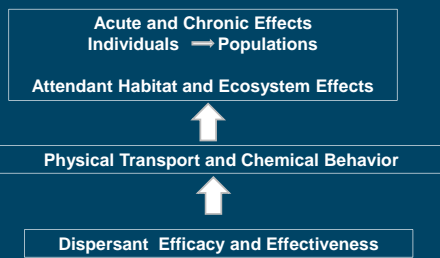 Acute and Chronic Effects
Individuals Populations
Attendant Habitat and Ecosystem Effects
Physical Transport and Chemical Behavior
Dispersant Efficacy and Effectiveness